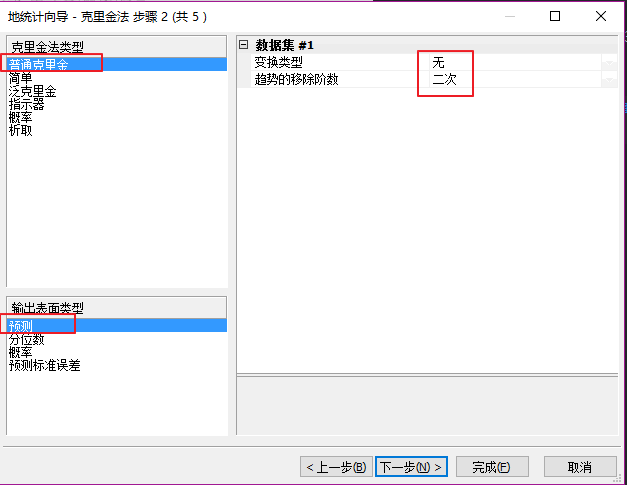 地统计向导 - 克里金法 步骤 2 (共 5 )
克里金法类型
普通克里金
简单
泛克里金
指示器
概率
析取
输出表面类型
预测
分位数
概率
预测标准误差
数据集 #1
变换类型 无
趋势的移除阶数 二次
< 上一步(B) 下一步(N) > 完成(F) 取消